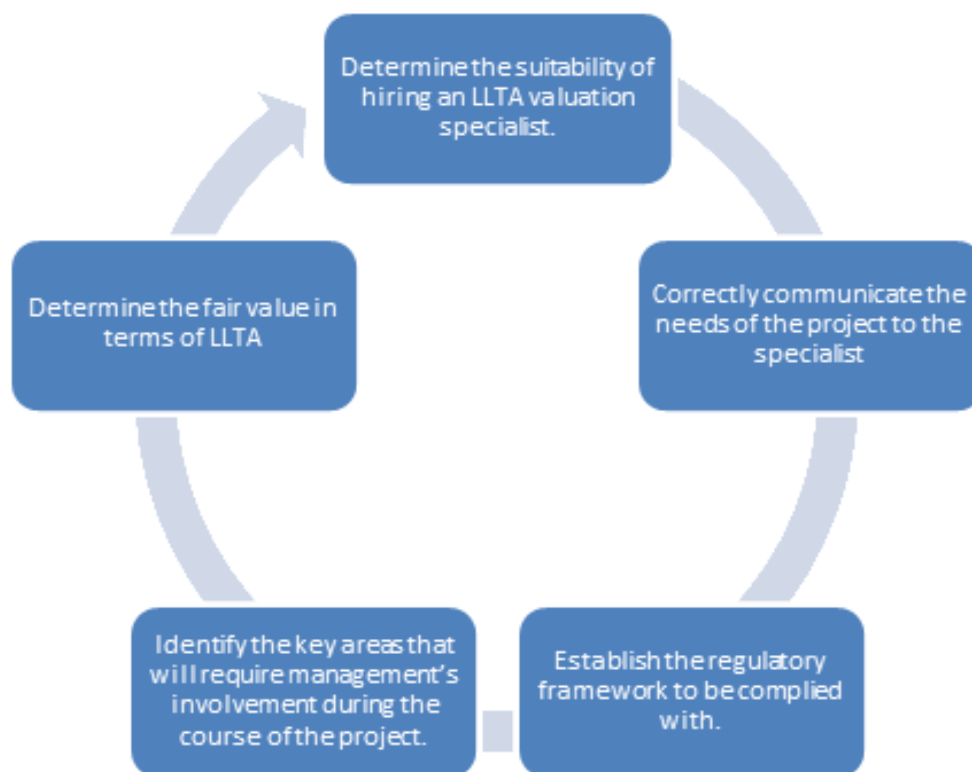 Determine the suitability of
hiring an LLTA valuation
specialist.
Correctly communicate the
needs of the project to the
specialist
Establish the regulatory
framework to be complied
with.
Identify the key areas that
will require management’s
involvement during the
course of the project.
Determine the fair value in
terms of LLTA